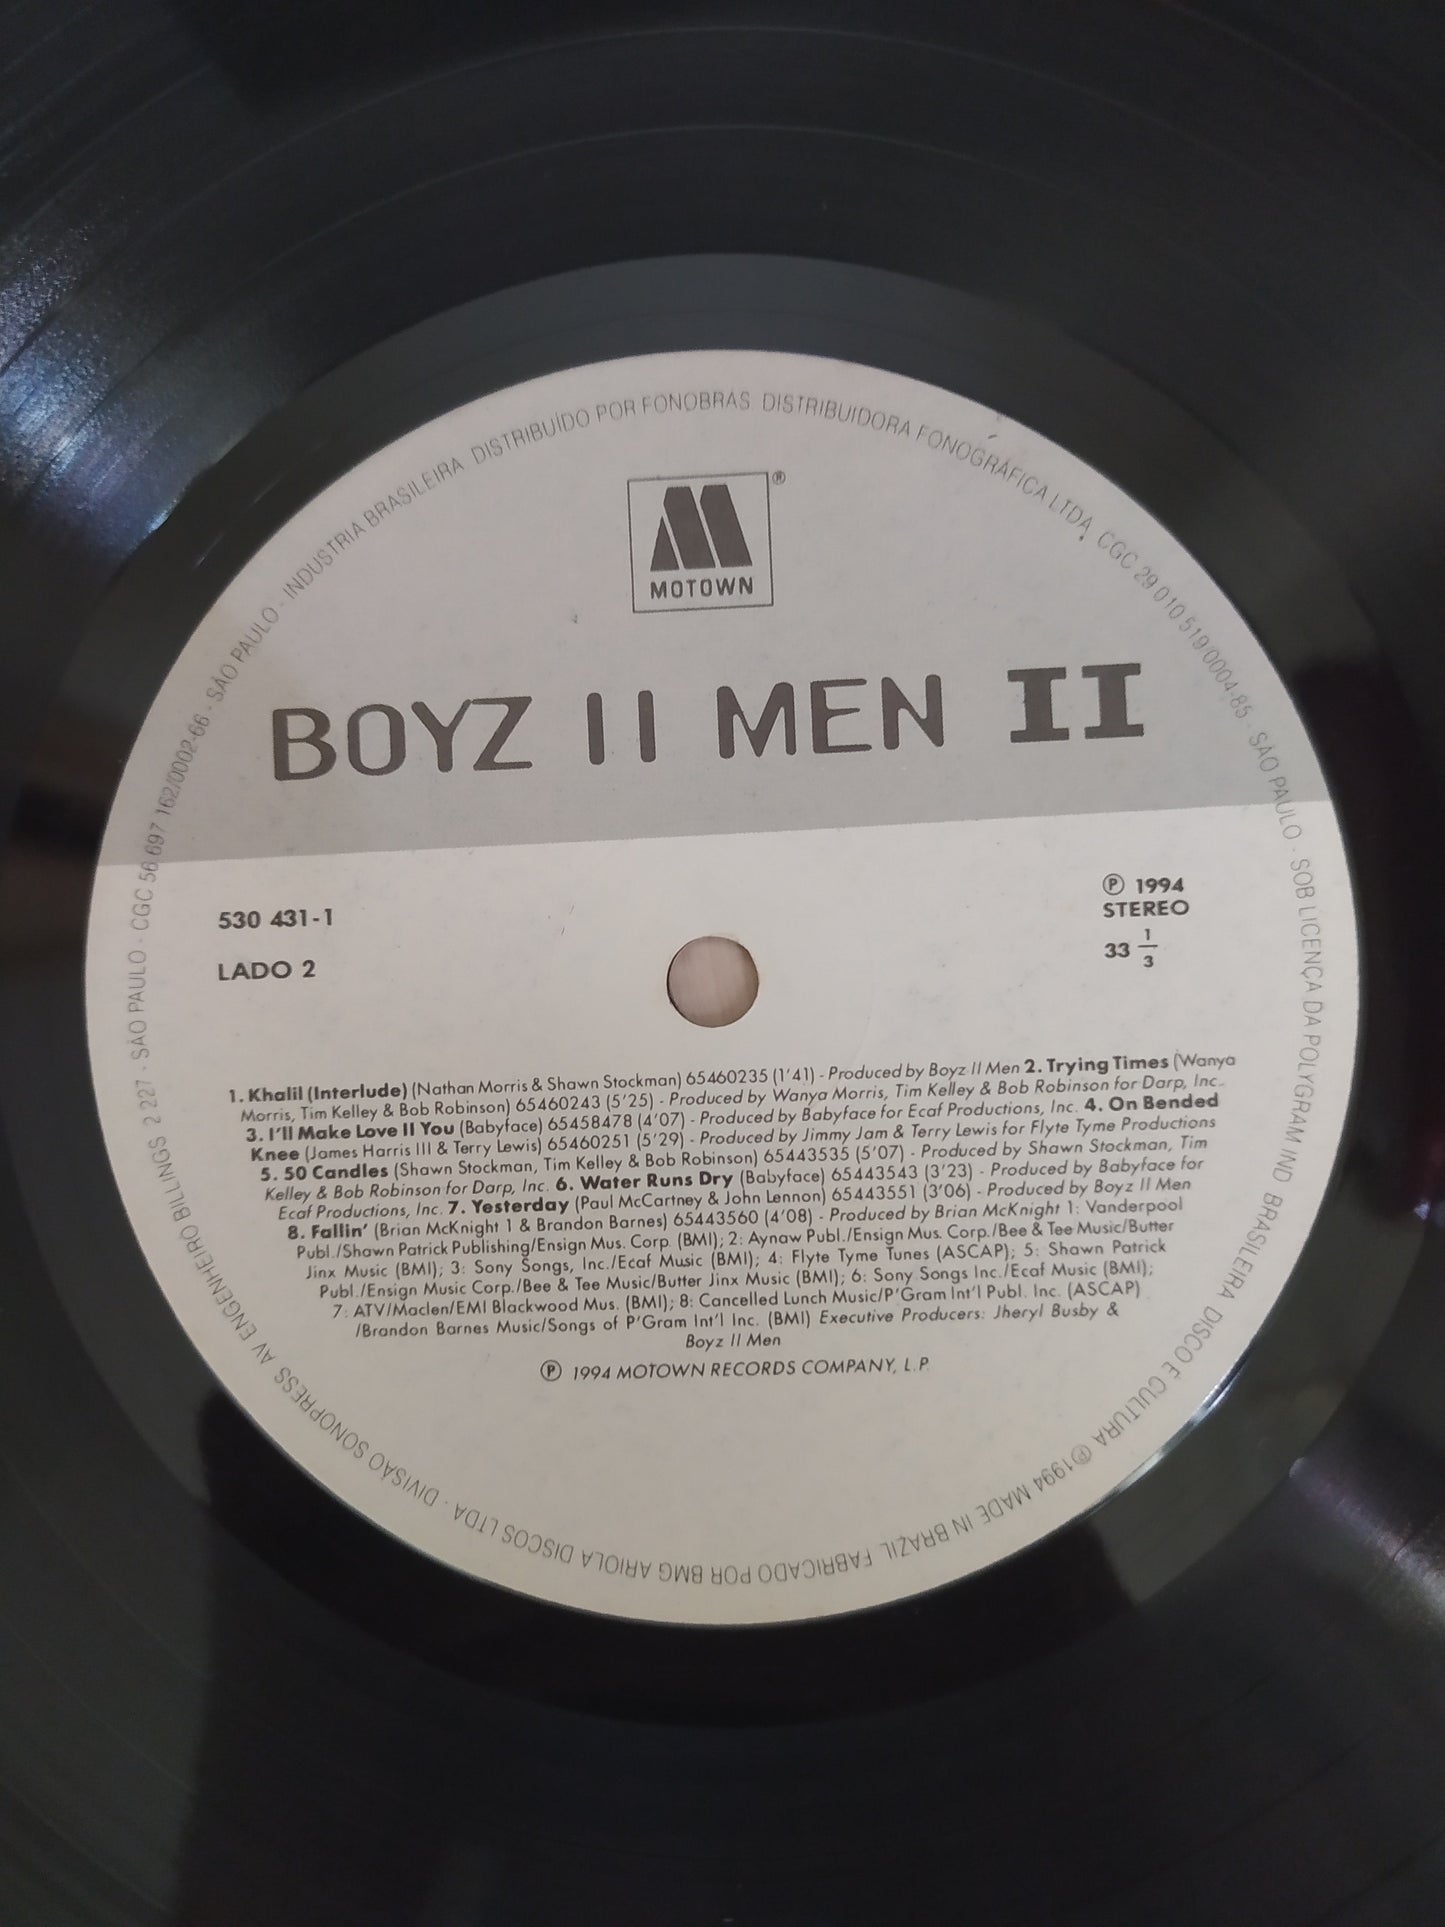 MOTOWN ®
BOYZ II MEN II
530 431-1
LADO 2
℗ 1994
STEREO
33 1/3
1. Khalil (Interlude) (Nathan Morris & Shawn Stockman) 65460235 (1'41) - Produced by Boyz II Men 2. Trying Times (Wanya
Morris, Tim Kelley & Bob Robinson) 65460243 (5'25) - Produced by Wanya Morris, Tim Kelley & Bob Robinson for Darp, Inc.
3. I'll Make Love II You (Babyface) 65458478 (4'07) - Produced by Babyface for Ecaf Productions, Inc. 4. On Bended
Knee (James Harris III & Terry Lewis) 65460251 (5'29) - Produced by Jimmy Jam & Terry Lewis for Flyte Tyme Productions
5. 50 Candles (Shawn Stockman, Tim Kelley & Bob Robinson) 65443535 (5'07) - Produced by Shawn Stockman, Tim
Kelley & Bob Robinson for Darp, Inc. 6. Water Runs Dry (Babyface) 65443543 (3'23) - Produced by Babyface for
Ecaf Productions, Inc. 7. Yesterday (Paul McCartney & John Lennon) 65443551 (3'06) - Produced by Boyz II Men
8. Fallin' (Brian McKnight 1 & Brandon Barnes) 65443560 (4'08) - Produced by Brian McKnight 1: Vanderpool
Publ./Shawn Patrick Publishing/Ensign Mus. Corp. (BMI); 2: Aynaw Publ./Ensign Mus. Corp./Bee & Tee Music/Butter
Jinx Music (BMI); 3: Sony Songs, Inc./Ecaf Music (BMI); 4: Flyte Tyme Tunes (ASCAP); 5: Shawn Patrick
Publ./Ensign Music Corp./Bee & Tee Music/Butter Jinx Music (BMI); 6: Sony Songs Inc./Ecaf Music (BMI);
7: ATV/Maclen/EMI Blackwood Mus. (BMI); 8: Cancelled Lunch Music/P'Gram Int'l Publ. Inc. (ASCAP)
/Brandon Barnes Music/Songs of P'Gram Int'l Inc. (BMI) Executive Producers: Jheryl Busby &
Boyz II Men
℗ 1994 MOTOWN RECORDS COMPANY, L.P.
FABRICADO POR BMG ARIOLA DISCOS LTDA. - DIVISÃO SONOPRESS AV ENGENHEIRO BILLINGS 2 227 - SÃO PAULO - CGC 56 697 162/0002-66 - SÃO PAULO - INDUSTRIA BRASILEIRA DISTRIBUÍDO POR FONOBRAS DISTRIBUIDORA FONOGRÁFICA LTDA. CGC 29 010 519 0004-85 - SÃO PAULO - SOB LICENÇA DA POLYGRAM IND BRASILEIRA DISCO É CULTURA ℗1994 MADE IN BRAZIL